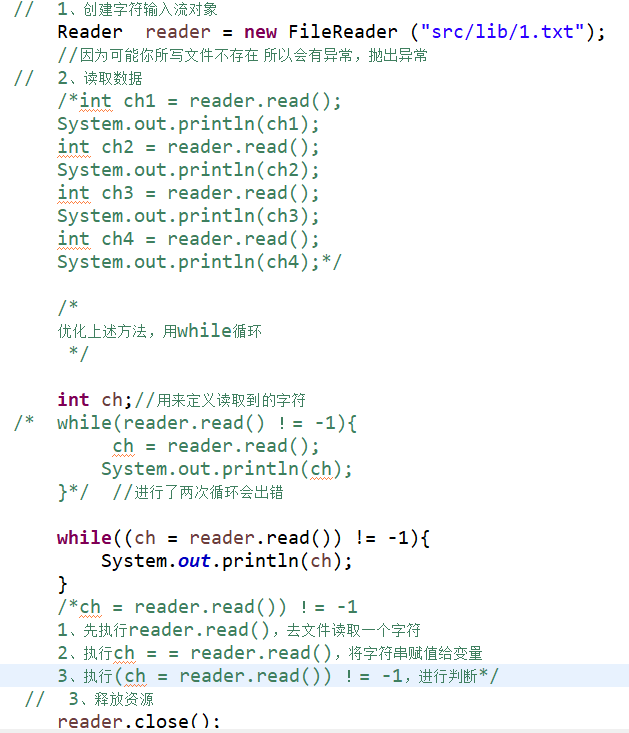 //  1、创建字符输入流对象
Reader  reader = new FileReader ("src/lib/1.txt");
//因为可能你所写文件不存在 所以会有异常，抛出异常
//  2、读取数据
/*int ch1 = reader.read();
System.out.println(ch1);
int ch2 = reader.read();
System.out.println(ch2);
int ch3 = reader.read();
System.out.println(ch3);
int ch4 = reader.read();
System.out.println(ch4);*/
/*
优化上述方法，用while循环
*/
int ch;//用来定义读取到的字符
/*  while(reader.read() ! = -1){
ch = reader.read();
System.out.println(ch);
}*/  //进行了两次循环会出错
while((ch = reader.read()) != -1){
System.out.println(ch);
}
/*ch = reader.read()) ! = -1
1、先执行reader.read()，去文件读取一个字符
2、执行ch = = reader.read()，将字符串赋值给变量
3、执行(ch = reader.read()) ! = -1，进行判断*/
//  3、释放资源
reader.close();